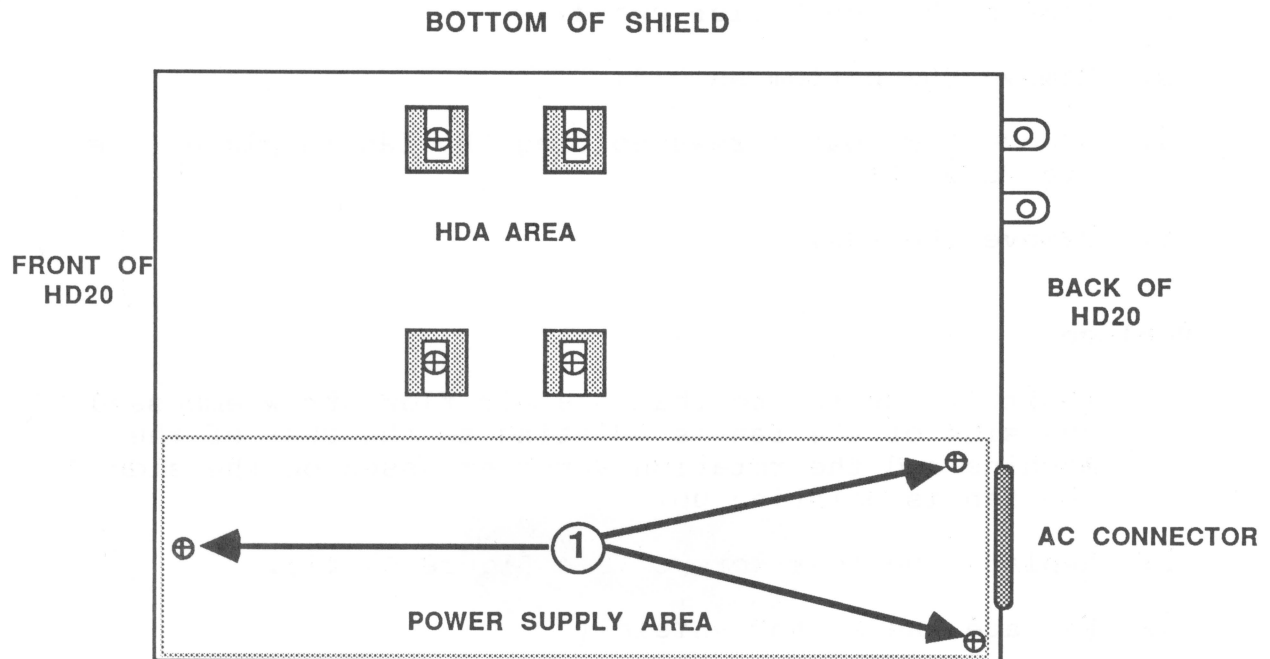 BOTTOM OF SHIELD
HDA AREA
FRONT OF
HD20
BACK OF
HD20
1
AC CONNECTOR
POWER SUPPLY AREA